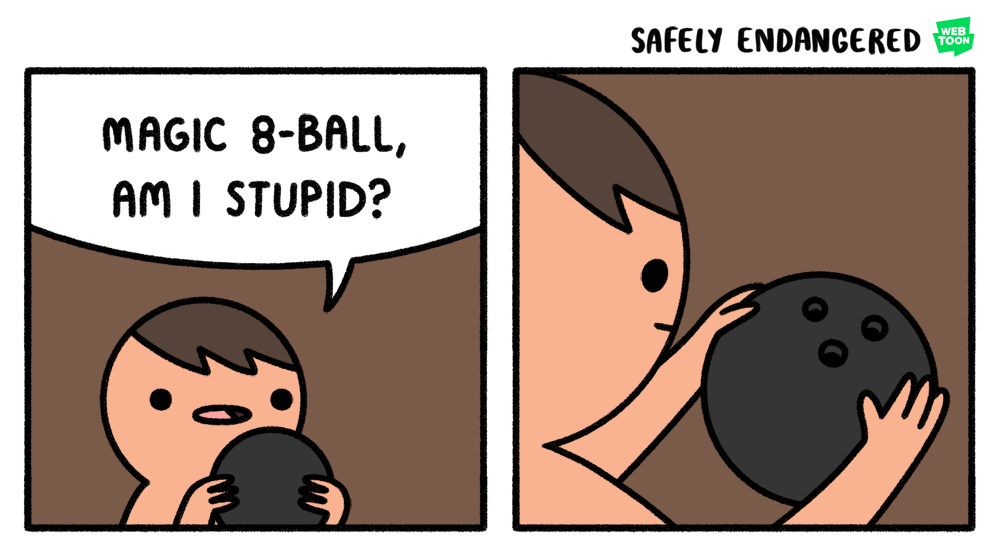 SAFELY ENDANGERED
WEB
TOON
MAGIC 8-BALL,
AM I STUPID?